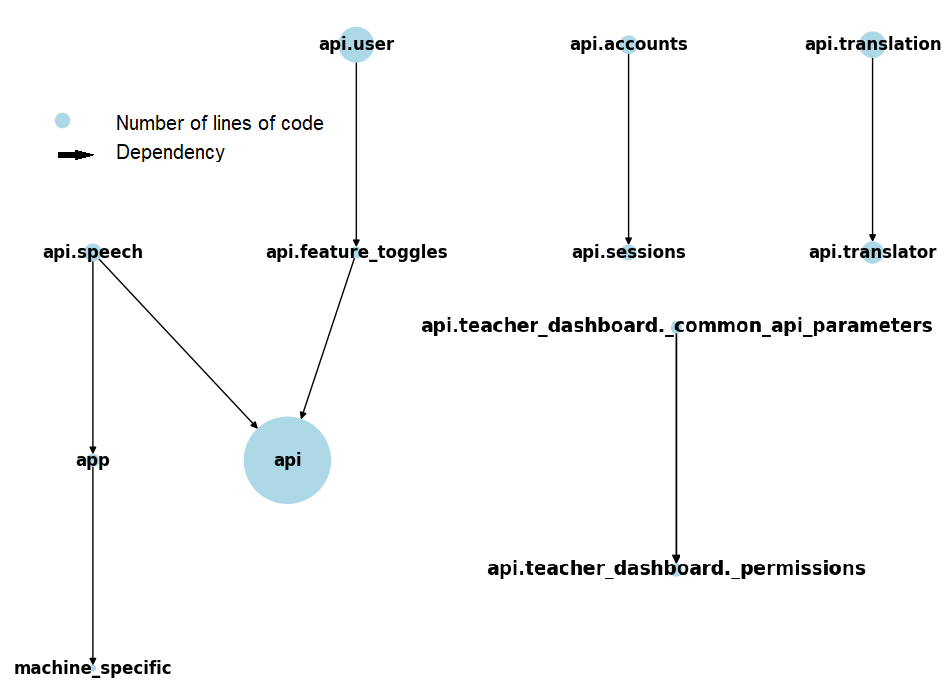 api.user
api.accounts
api.translation
Number of lines of code
Dependency
api.speech
api.feature_toggles
api.sessions
api.translator
api.teacher_dashboard._common_api_parameters
app
api
api.teacher_dashboard._permissions
machine_specific